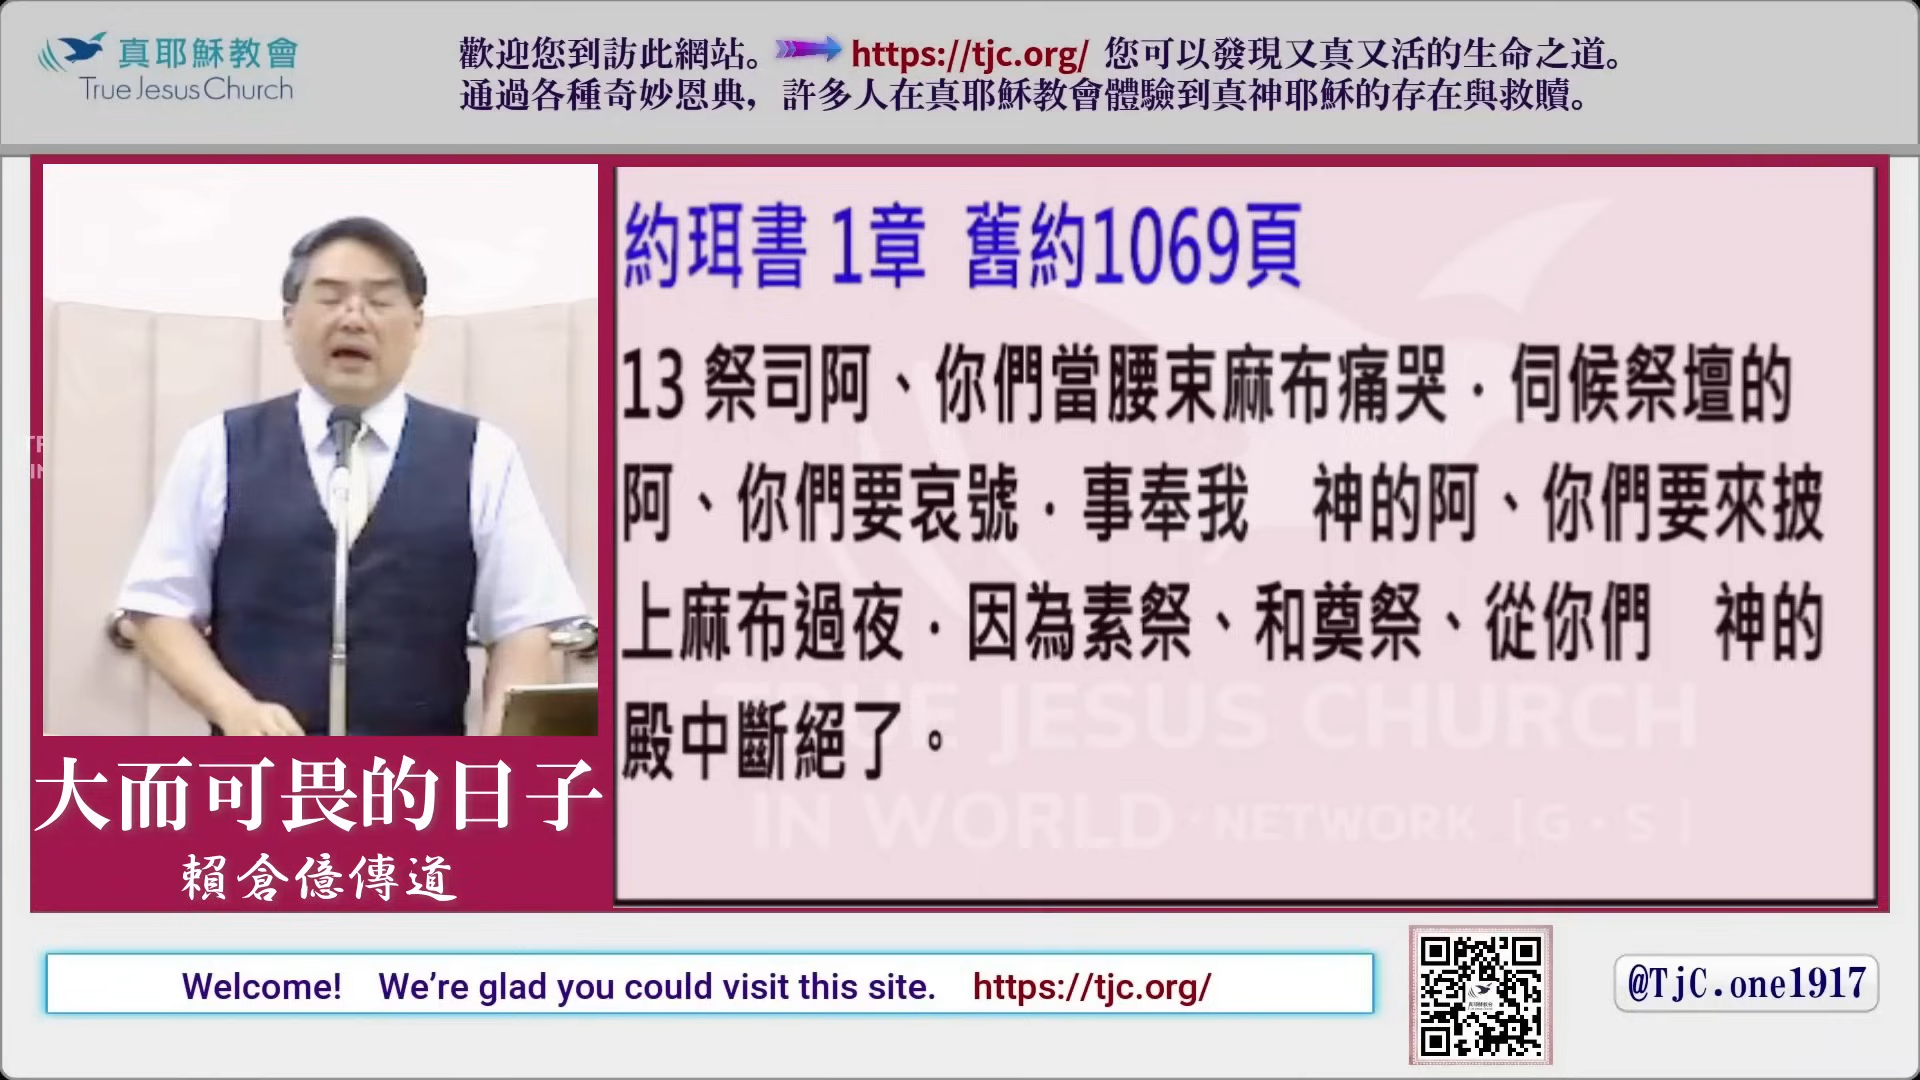 真耶穌教會
True Jesus Church
歡迎您到訪此網站。 https://tjc.org/ 您可以發現又真又活的生命之道。
通過各種奇妙恩典，許多人在真耶穌教會體驗到真神耶穌的存在與救贖。
約珥書 1章 舊約1069頁
13 祭司阿、你們當腰束麻布痛哭．伺候祭壇的
阿、你們要哀號．事奉我　神的阿、你們要來披
上麻布過夜．因為素祭、和奠祭、從你們　神的
殿中斷絕了。
TRUE JESUS CHURCH
IN WORLD · NETWORK [G · S]
大而可畏的日子
賴倉億傳道
Welcome! We’re glad you could visit this site. https://tjc.org/
@TjC.one1917